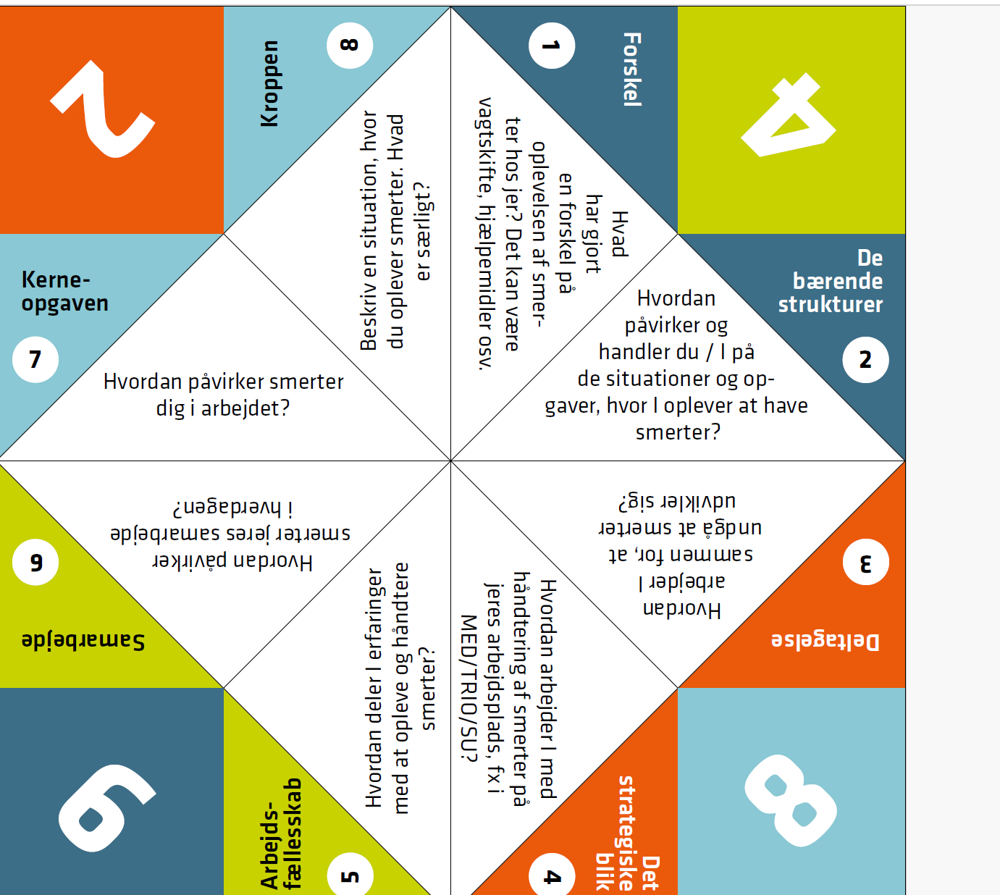 2
Kroppen
8
Beskriv en situation, hvor
du oplever smerter. Hvad
er særligt?
1
Forskel
Hvad
har gjort
en forskel på
oplevelsen af smer-
ter hos jer? Det kan være
vagtskifte, hjælpemidler osv.
4
De
bærende
strukturer
2
Hvordan
påvirker og
handler du / I på
de situationer og op-
gaver, hvor I oplever at have
smerter?
3
Deltagelse
Hvordan
arbejder I
sammen for, at
undgå at smerter
udvikler sig?
8
Det
strategiske
blik
4
Hvordan arbejder I med
håndtering af smerter på
jeres arbejdsplads, fx i
MED/TRIO/SU?
5
Arbejds-
fællesskab
Hvordan deler I erfaringer
med at opleve og håndtere
smerter?
6
6
Samarbejde
Hvordan påvirker
smerter jeres samarbejde
i hverdagen?
Kerne-
opgaven
7
Hvordan påvirker smerter
dig i arbejdet?